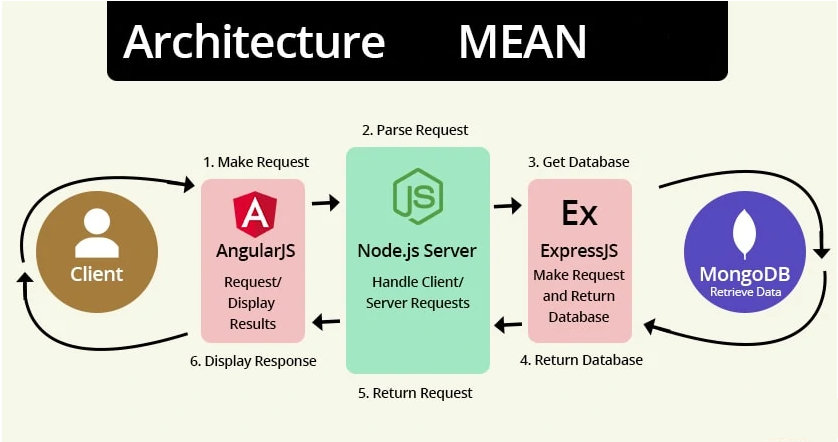 Architecture MEAN
2. Parse Request
1. Make Request
3. Get Database
JS
Ex
Client
AngularJS
Request/
Display
Results
Node.js Server
Handle Client/
Server Requests
ExpressJS
Make Request
and Return
Database
MongoDB
Retrieve Data
6. Display Response
4. Return Database
5. Return Request